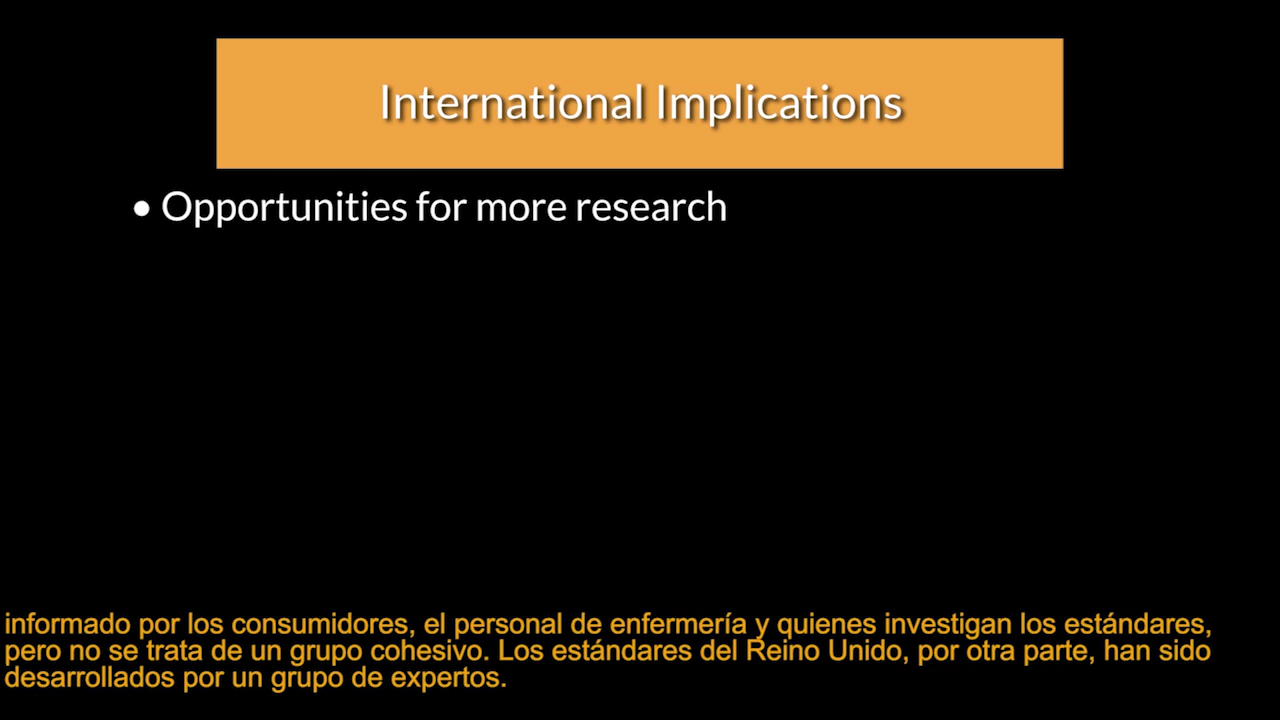 International Implications
• Opportunities for more research
informado por los consumidores, el personal de enfermería y quienes investigan los estándares,
pero no se trata de un grupo cohesivo. Los estándares del Reino Unido, por otra parte, han sido
desarrollados por un grupo de expertos.